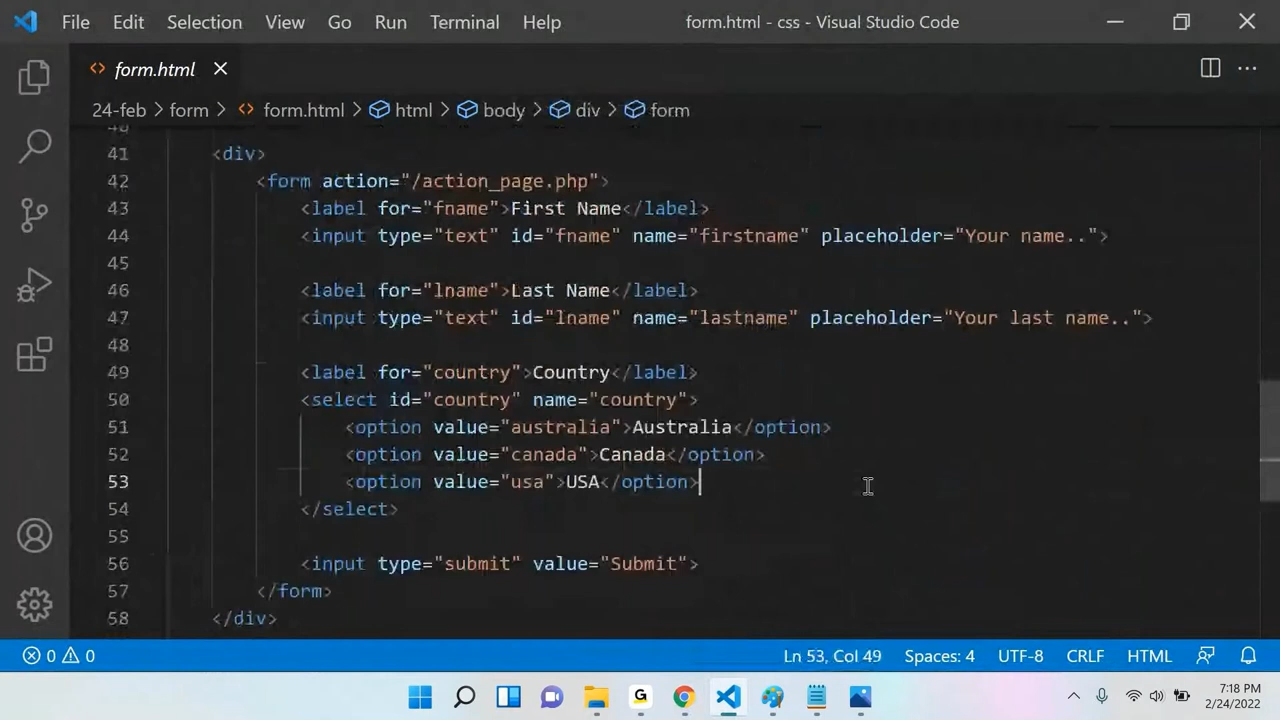 File Edit Selection View Go Run Terminal Help form.html - css - Visual Studio Code
form.html
24-feb > form > form.html > html > body > div > form
40
41 <div>
42 <form action="/action_page.php">
43 <label for="fname">First Name</label>
44 <input type="text" id="fname" name="firstname" placeholder="Your name..">
45
46 <label for="lname">Last Name</label>
47 <input type="text" id="lname" name="lastname" placeholder="Your last name..">
48
49 <label for="country">Country</label>
50 <select id="country" name="country">
51 <option value="australia">Australia</option>
52 <option value="canada">Canada</option>
53 <option value="usa">USA</option>
54 </select>
55
56 <input type="submit" value="Submit">
57 </form>
58 </div>
0 0 Ln 53, Col 49 Spaces: 4 UTF-8 CRLF HTML
G
7:18 PM
2/24/2022